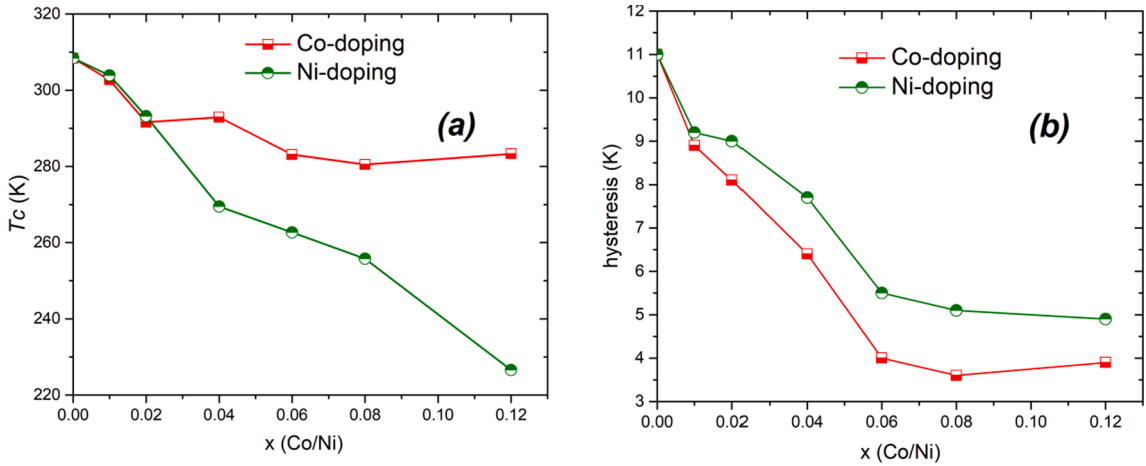 320
300
280
260
240
220
Tc (K)
Co-doping
Ni-doping
(a)
0.00 0.02 0.04 0.06 0.08 0.10 0.12
x (Co/Ni)
12
11
10
9
8
7
6
5
4
3
hysteresis (K)
Co-doping
Ni-doping
(b)
0.00 0.02 0.04 0.06 0.08 0.10 0.12
x (Co/Ni)